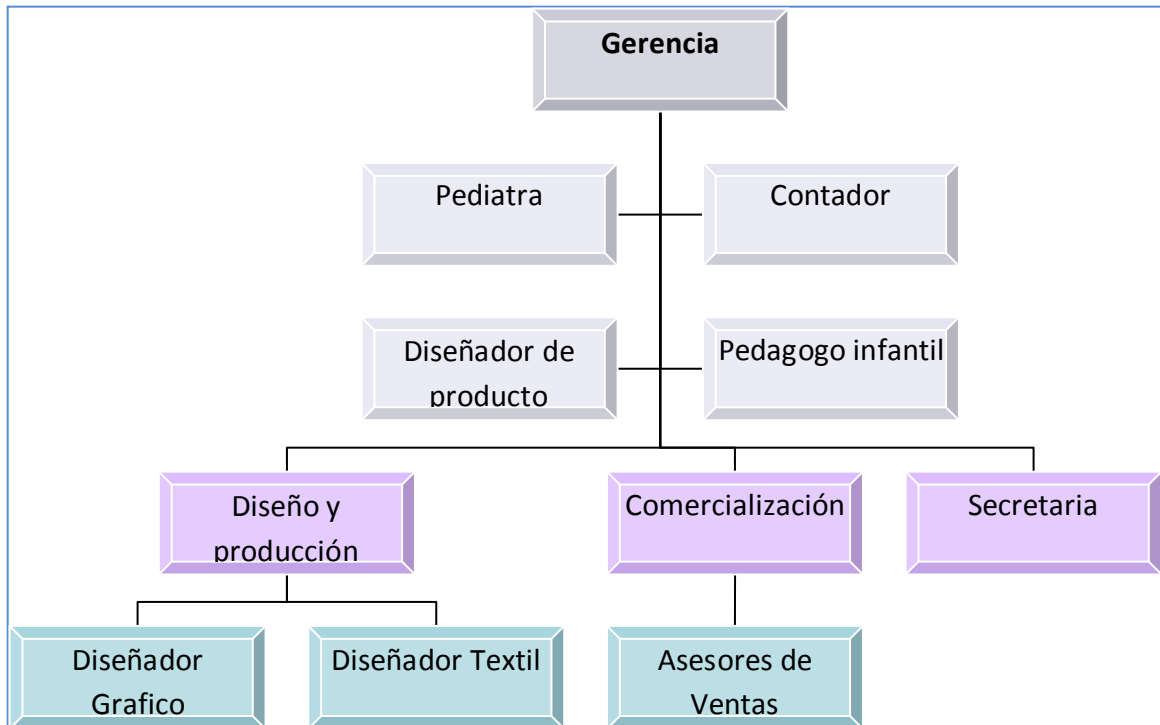 Gerencia
Pediatra
Contador
Diseñador de
producto
Pedagogo infantil
Diseño y
producción
Comercialización
Secretaria
Diseñador
Grafico
Diseñador Textil
Asesores de
Ventas